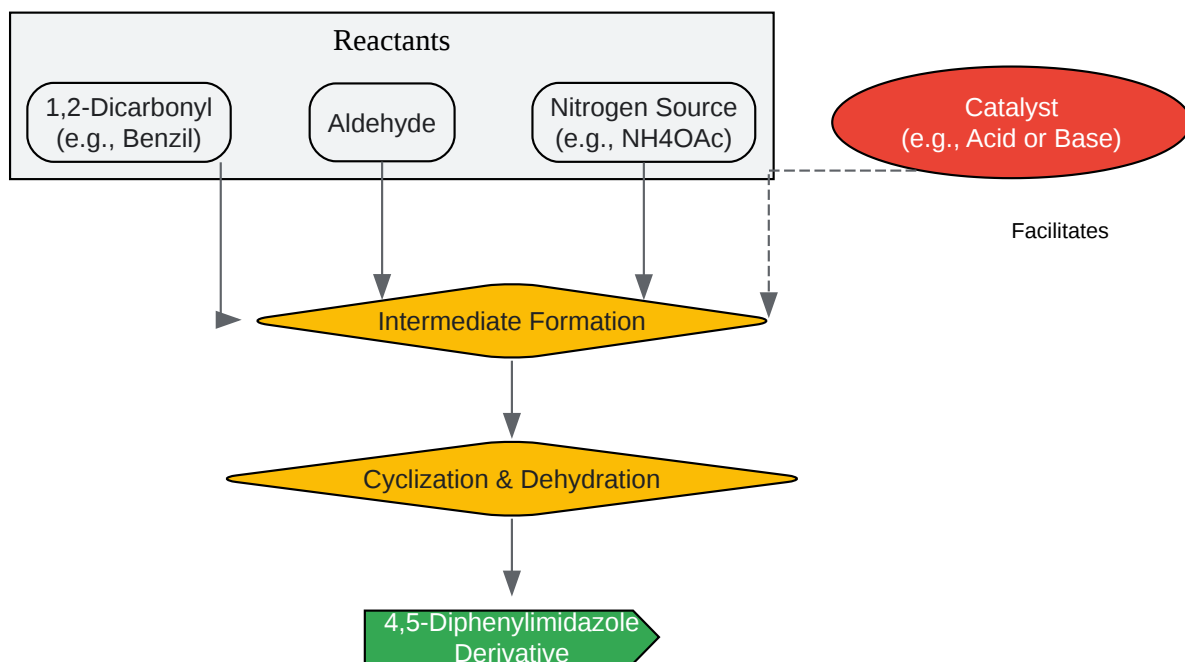 Reactants
1,2-Dicarbonyl
(e.g., Benzil)
Aldehyde
Nitrogen Source
(e.g., NH4OAc)
Catalyst
(e.g., Acid or Base)
Facilitates
Intermediate Formation
Cyclization & Dehydration
4,5-Diphenylimidazole
Derivative